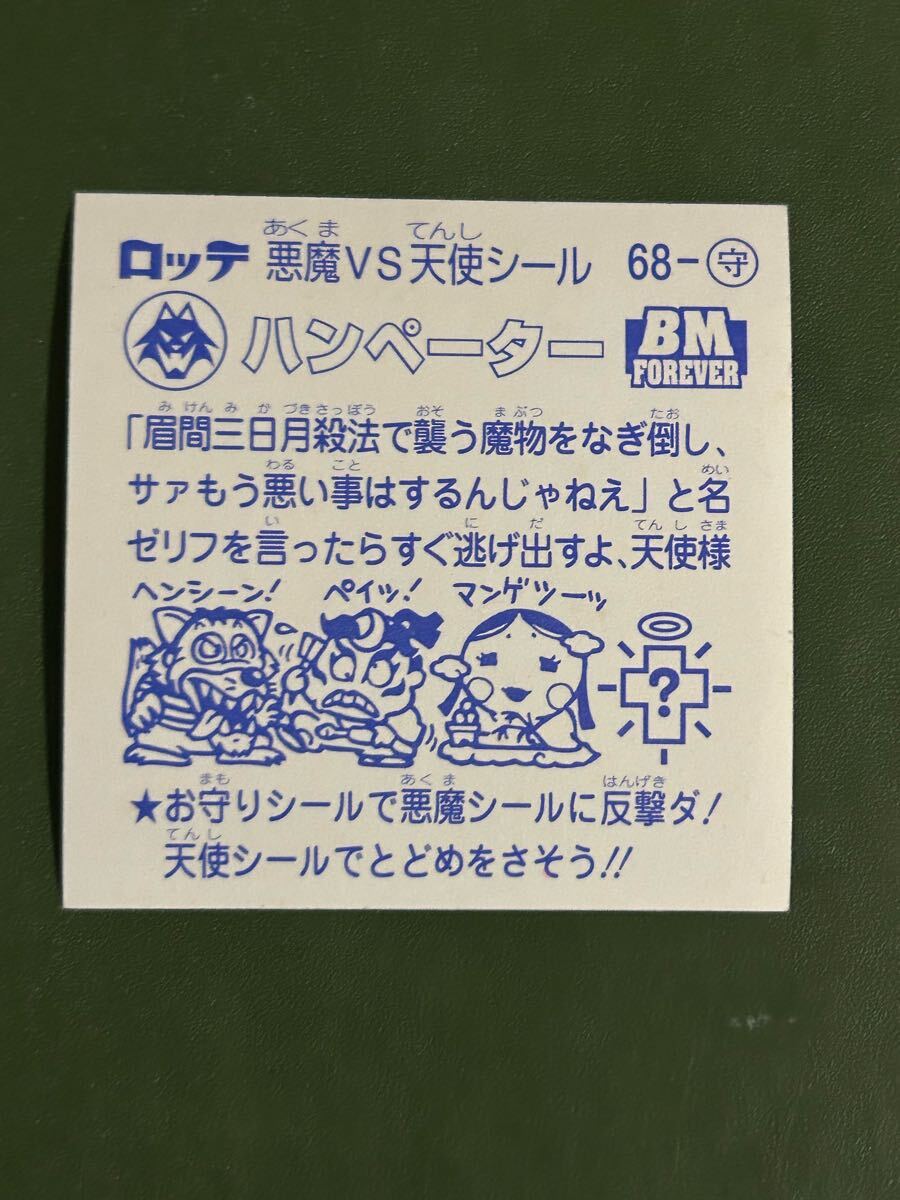 ロッテ 悪魔VS天使シール 68-守
あくま てんし
ハンペーター
BM
FOREVER
みけんみかづきさっぽう おそ まぶつ たお
「眉間三日月殺法で襲う魔物をなぎ倒し、
わる こと めい
サァもう悪い事はするんじゃねえ」と名
い に だ てんしさま
ゼリフを言ったらすぐ逃げ出すよ、天使様
ヘンシーン! ペイッ! マンゲツーッ
?
まも あくま はんげき
★お守りシールで悪魔シールに反撃ダ!
てんし
天使シールでとどめをさそう!!